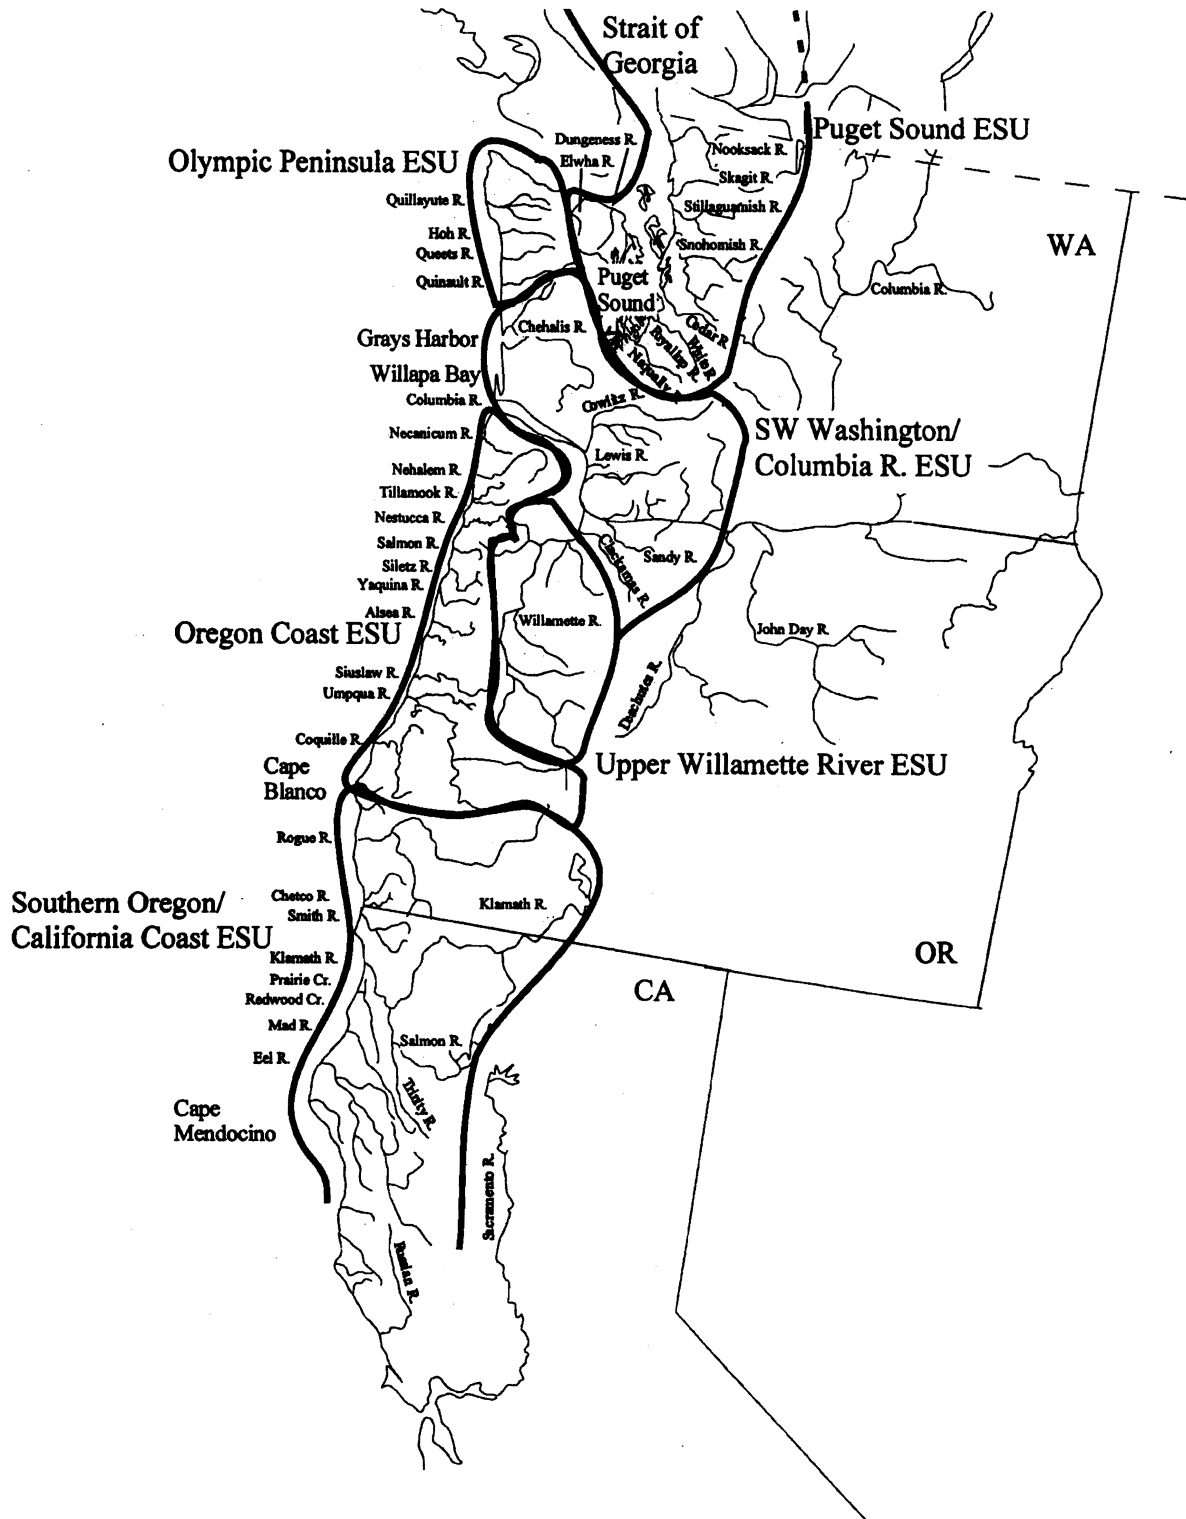 Strait of
Georgia
Puget Sound ESU
Dungeness R.
Elwha R.
Nooksack R.
Olympic Peninsula ESU
Skagit R.
Quillayute R.
Stillaguamish R.
Hoh R.
Snohomish R.
WA
Queets R.
Quinault R.
Puget
Sound
Columbia R.
Chehalis R.
Cedar R
Grays Harbor
Puyallup R.
White R.
Nisqually
Willapa Bay
Columbia R.
Cowlitz R.
Necanicum R.
SW Washington/
Columbia R. ESU
Lewis R.
Nehalem R.
Tillamook R.
Nestucca R.
Salmon R.
Clackamas R.
Sandy R.
Siletz R.
Yaquina R.
Alsea R.
Willamette R.
John Day R.
Oregon Coast ESU
Siuslaw R.
Umpqua R.
Deschutes R.
Coquille R.
Cape
Blanco
Upper Willamette River ESU
Rogue R.
Chetco R.
Smith R.
Klamath R.
Southern Oregon/
California Coast ESU
Klamath R.
OR
Prairie Cr.
CA
Redwood Cr.
Mad R.
Salmon R.
Eel R.
Trinity R.
Cape
Mendocino
Sacramento R.
Russian R.